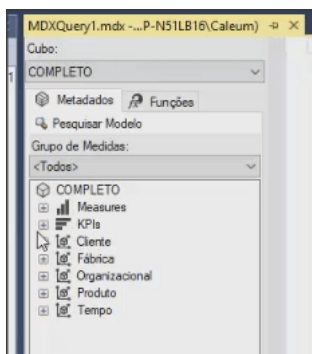 MDXQuery1.mdx -...P-N51LB16\Caleum)
Cubo:
COMPLETO
Metadados Funções
Pesquisar Modelo
Grupo de Medidas:
<Todos>
COMPLETO
Measures
KPIs
Cliente
Fábrica
Organizacional
Produto
Tempo